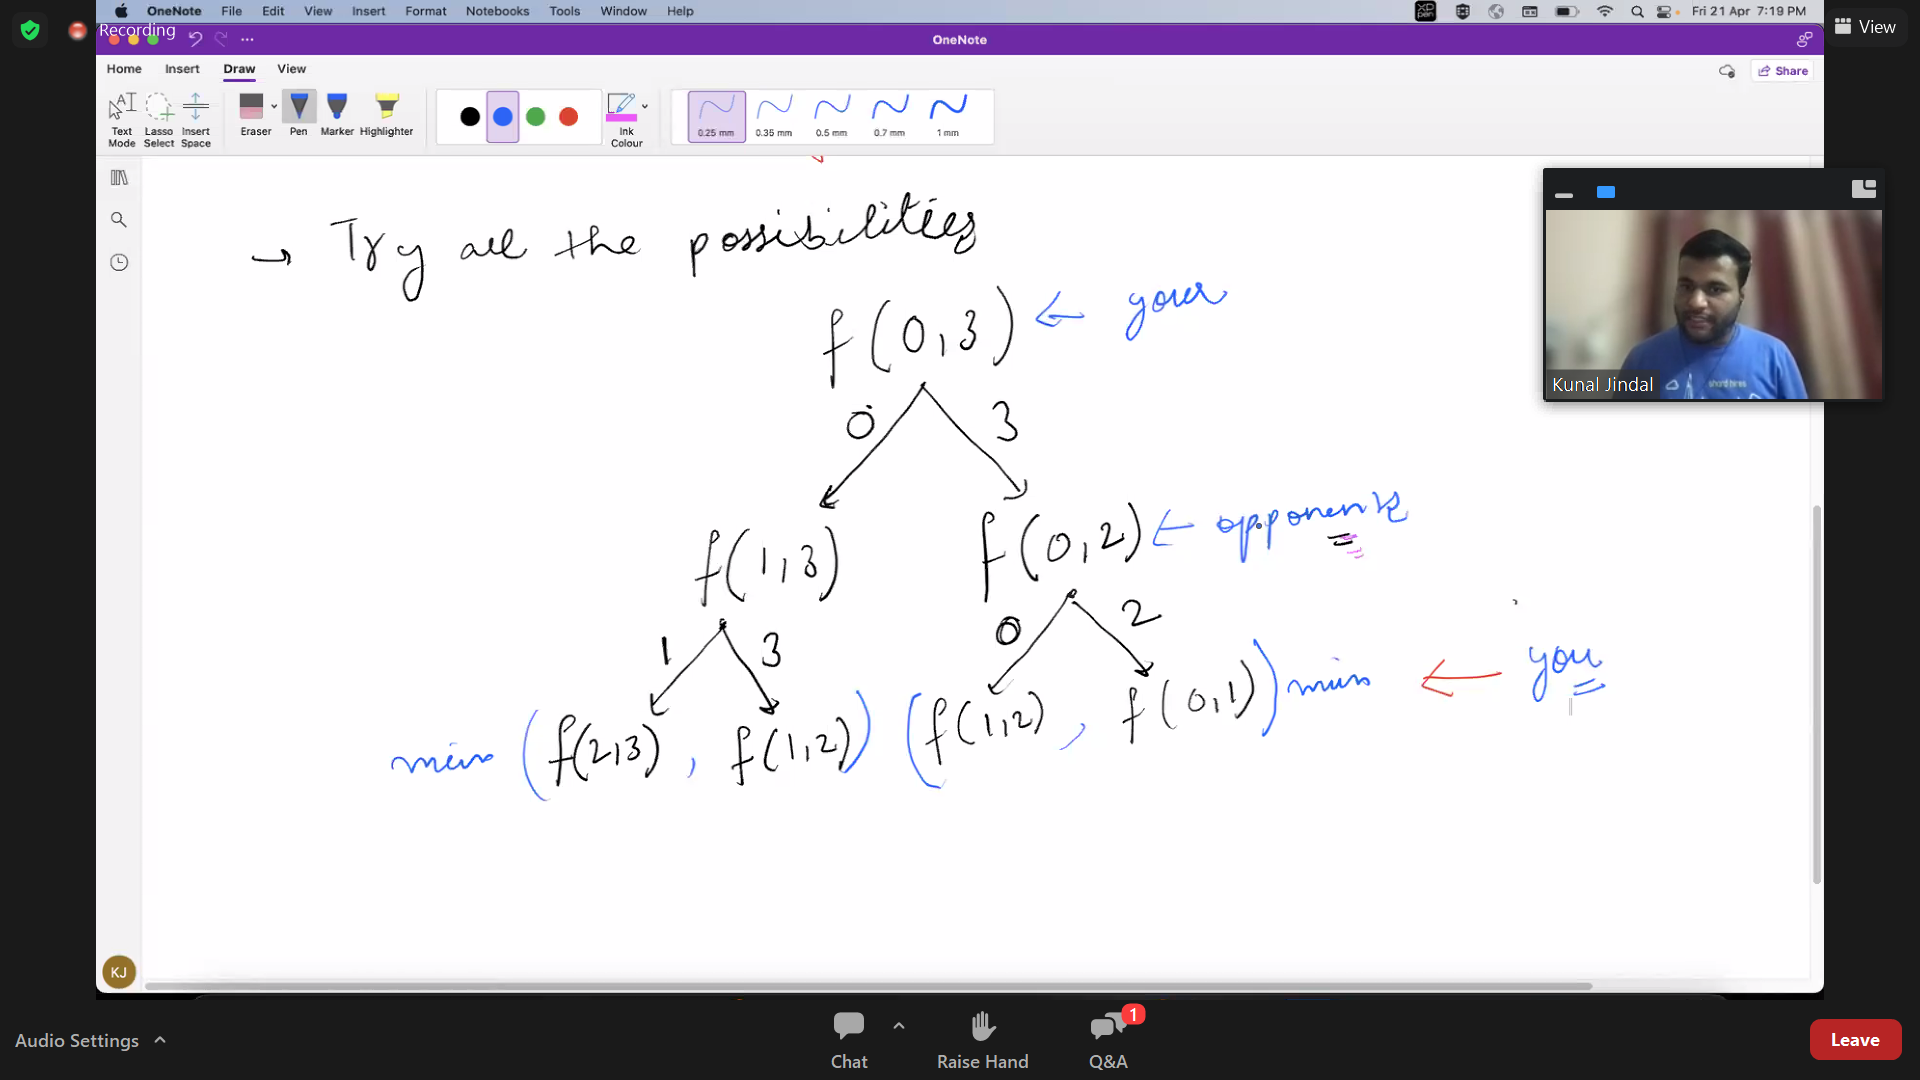 OneNote File Edit View Insert Format Notebooks Tools Window Help
XP pen
Fri 21 Apr 7:19 PM
View
Recording
OneNote
Home Insert Draw View
Share
Text Mode
Lasso Select
Insert Space
Eraser
Pen
Marker
Highlighter
Ink Colour
0.25 mm
0.35 mm
0.5 mm
0.7 mm
1 mm
→ Try all the possibilities
f(0,3) ← your
0 3
f(1,3) f(0,2) ← opponents
1 3 0 2
min (f(2,3), f(1,2)) (f(1,2), f(0,1)) min ← you
Kunal Jindal
KJ
Audio Settings
Chat
Raise Hand
Q&A
1
Leave